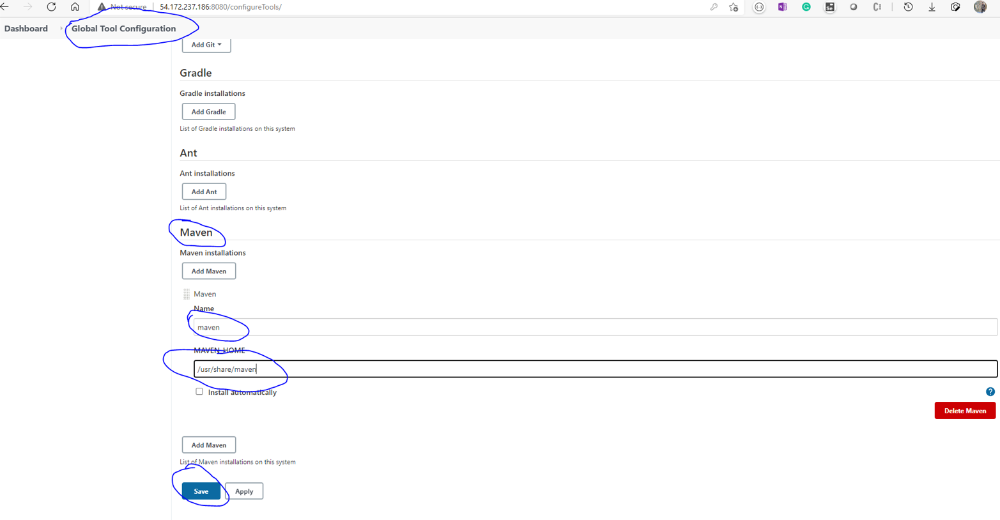 Not secure 54.172.237.186:8080/configureTools/
Dashboard Global Tool Configuration
Add Git
Gradle
Gradle installations
Add Gradle
List of Gradle installations on this system
Ant
Ant installations
Add Ant
List of Ant installations on this system
Maven
Maven installations
Add Maven
Maven
Name
maven
MAVEN_HOME
/usr/share/maven
Install automatically
?
Delete Maven
Add Maven
List of Maven installations on this system
Save Apply